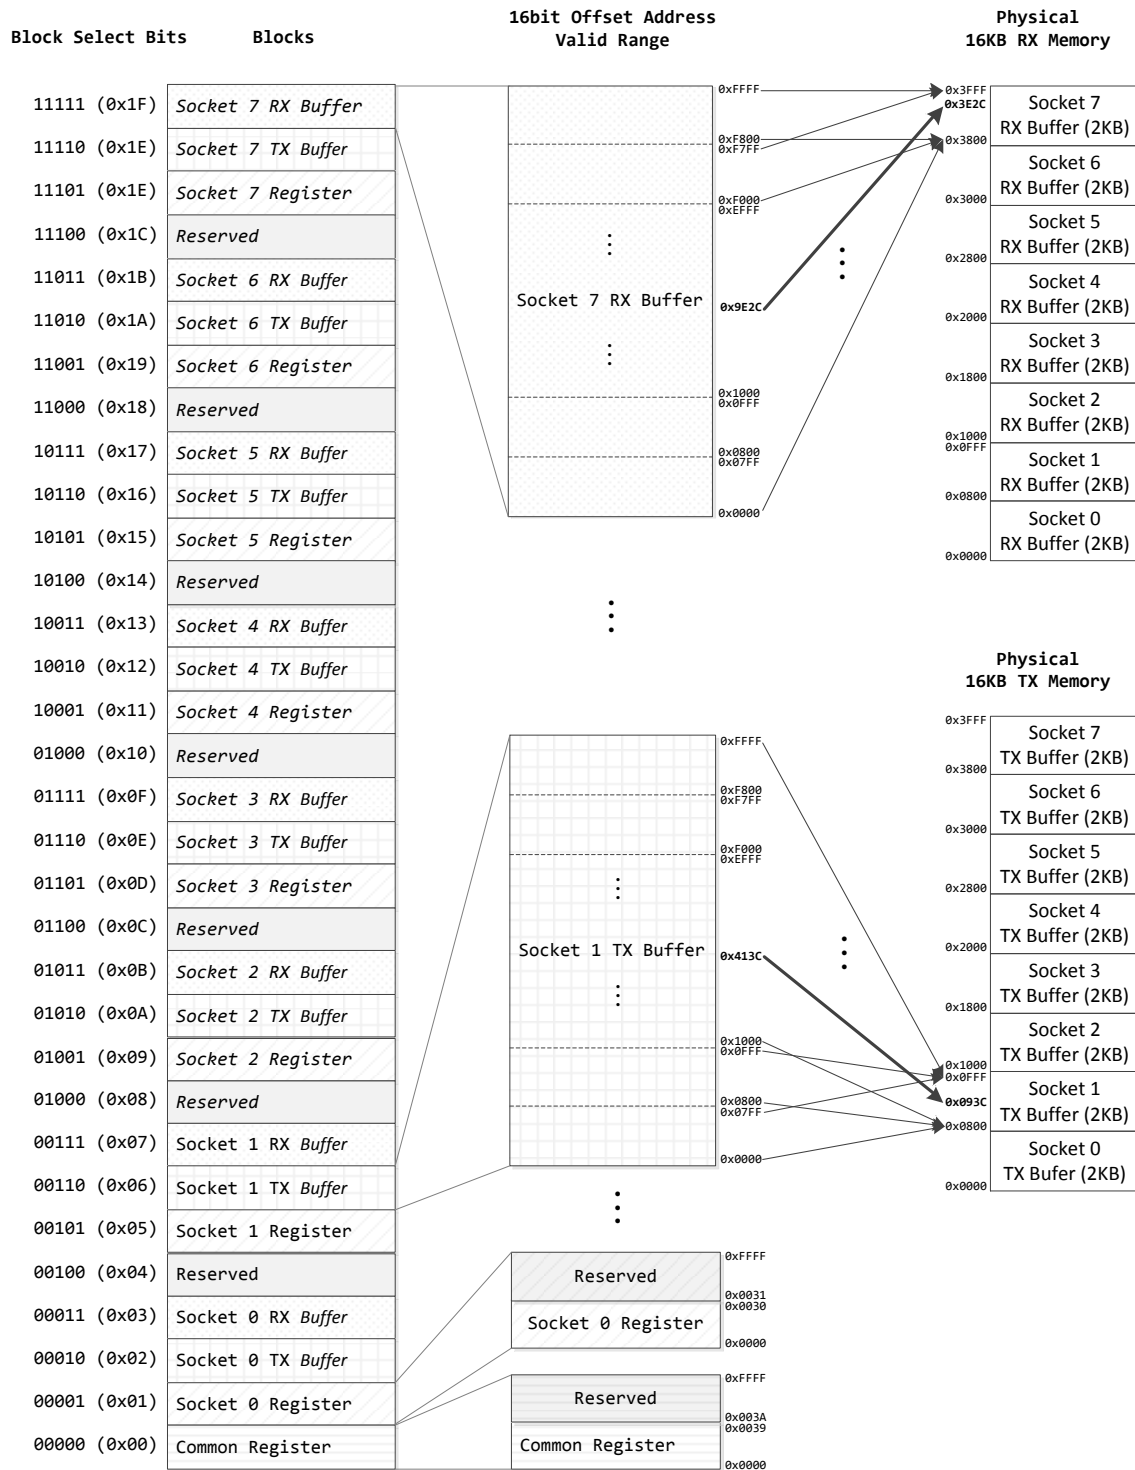 16bit Offset Address
Valid Range
Physical
16KB RX Memory
Block Select Bits
Blocks
11111 (0x1F) Socket 7 RX Buffer
11110 (0x1E) Socket 7 TX Buffer
11101 (0x1E) Socket 7 Register
11100 (0x1C) Reserved
11011 (0x1B) Socket 6 RX Buffer
11010 (0x1A) Socket 6 TX Buffer
11001 (0x19) Socket 6 Register
11000 (0x18) Reserved
10111 (0x17) Socket 5 RX Buffer
10110 (0x16) Socket 5 TX Buffer
10101 (0x15) Socket 5 Register
10100 (0x14) Reserved
10011 (0x13) Socket 4 RX Buffer
10010 (0x12) Socket 4 TX Buffer
10001 (0x11) Socket 4 Register
01000 (0x10) Reserved
01111 (0x0F) Socket 3 RX Buffer
01110 (0x0E) Socket 3 TX Buffer
01101 (0x0D) Socket 3 Register
01100 (0x0C) Reserved
01011 (0x0B) Socket 2 RX Buffer
01010 (0x0A) Socket 2 TX Buffer
01001 (0x09) Socket 2 Register
01000 (0x08) Reserved
00111 (0x07) Socket 1 RX Buffer
00110 (0x06) Socket 1 TX Buffer
00101 (0x05) Socket 1 Register
00100 (0x04) Reserved
00011 (0x03) Socket 0 RX Buffer
00010 (0x02) Socket 0 TX Buffer
00001 (0x01) Socket 0 Register
00000 (0x00) Common Register
0xFFFF
0xF800
0xF7FF
0xF000
0xEFFF
Socket 7 RX Buffer
0x9E2C
0x1000
0x0FFF
0x0800
0x07FF
0x0000
0x3FFF
0x3E2C
Socket 7
RX Buffer (2KB)
0x3800
Socket 6
RX Buffer (2KB)
0x3000
Socket 5
RX Buffer (2KB)
0x2800
Socket 4
RX Buffer (2KB)
0x2000
Socket 3
RX Buffer (2KB)
0x1800
Socket 2
RX Buffer (2KB)
0x1000
0x0FFF
Socket 1
RX Buffer (2KB)
0x0800
Socket 0
RX Buffer (2KB)
0x0000
0xFFFF
0xF800
0xF7FF
0xF000
0xEFFF
Socket 1 TX Buffer
0x413C
0x1000
0x0FFF
0x0800
0x07FF
0x0000
Physical
16KB TX Memory
0x3FFF
Socket 7
TX Buffer (2KB)
0x3800
Socket 6
TX Buffer (2KB)
0x3000
Socket 5
TX Buffer (2KB)
0x2800
Socket 4
TX Buffer (2KB)
0x2000
Socket 3
TX Buffer (2KB)
0x1800
Socket 2
TX Buffer (2KB)
0x1000
0x0FFF
Socket 1
TX Buffer (2KB)
0x093C
0x0800
Socket 0
TX Bufer (2KB)
0x0000
0xFFFF
Reserved
0x0031
0x0030
Socket 0 Register
0x0000
0xFFFF
Reserved
0x003A
0x0039
Common Register
0x0000